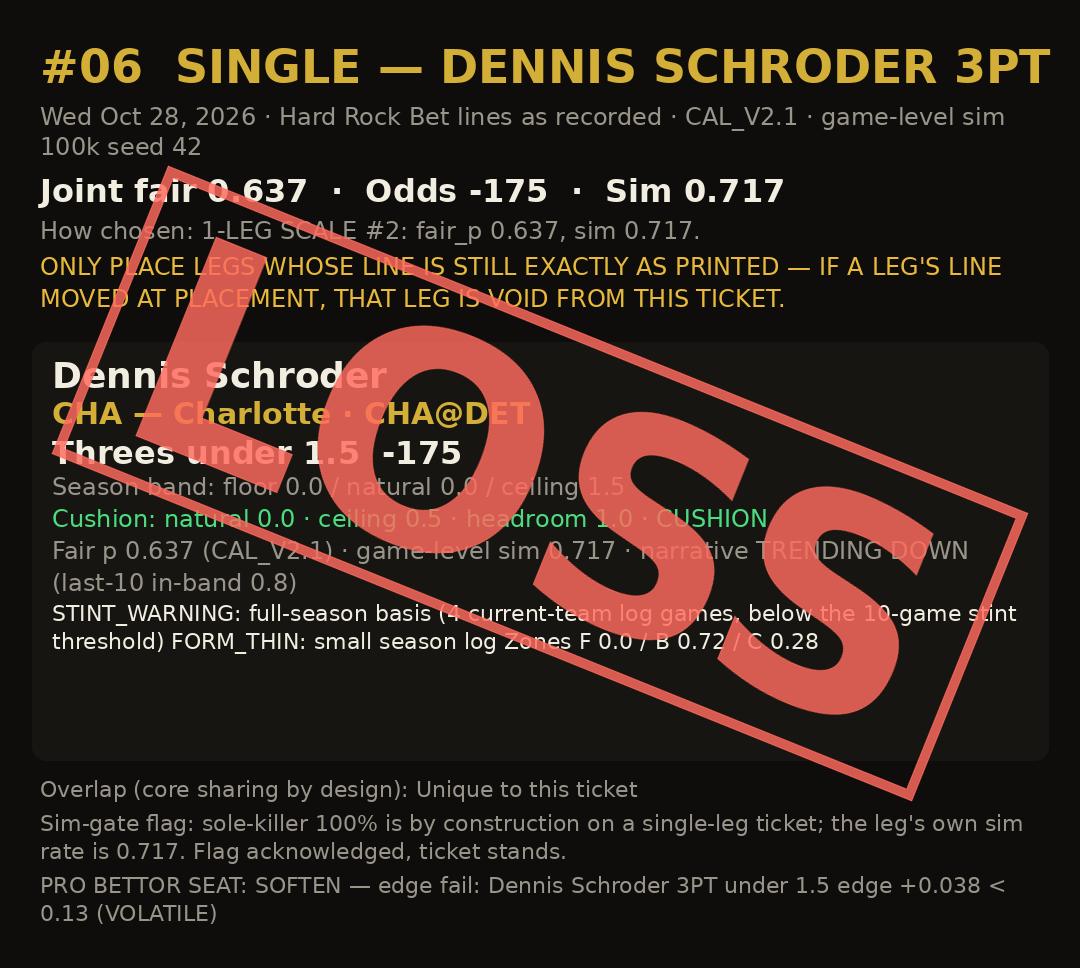 #06 SINGLE — DENNIS SCHRODER 3PT
Wed Oct 28, 2026 · Hard Rock Bet lines as recorded · CAL_V2.1 · game-level sim
100k seed 42
Joint fair 0.637 · Odds -175 · Sim 0.717
How chosen: 1-LEG SCALE #2: fair_p 0.637, sim 0.717.
ONLY PLACE LEGS WHOSE LINE IS STILL EXACTLY AS PRINTED — IF A LEG'S LINE
MOVED AT PLACEMENT, THAT LEG IS VOID FROM THIS TICKET.
Dennis Schroder
CHA — Charlotte · CHA@DET
Threes under 1.5 -175
Season band: floor 0.0 / natural 0.0 / ceiling 1.5
Cushion: natural 0.0 · ceiling 0.5 · headroom 1.0 · CUSHION
Fair p 0.637 (CAL_V2.1) · game-level sim 0.717 · narrative TRENDING DOWN
(last-10 in-band 0.8)
STINT_WARNING: full-season basis (4 current-team log games, below the 10-game stint
threshold) FORM_THIN: small season log Zones F 0.0 / B 0.72 / C 0.28
LOSS
Overlap (core sharing by design): Unique to this ticket
Sim-gate flag: sole-killer 100% is by construction on a single-leg ticket; the leg's own sim
rate is 0.717. Flag acknowledged, ticket stands.
PRO BETTOR SEAT: SOFTEN — edge fail: Dennis Schroder 3PT under 1.5 edge +0.038 <
0.13 (VOLATILE)